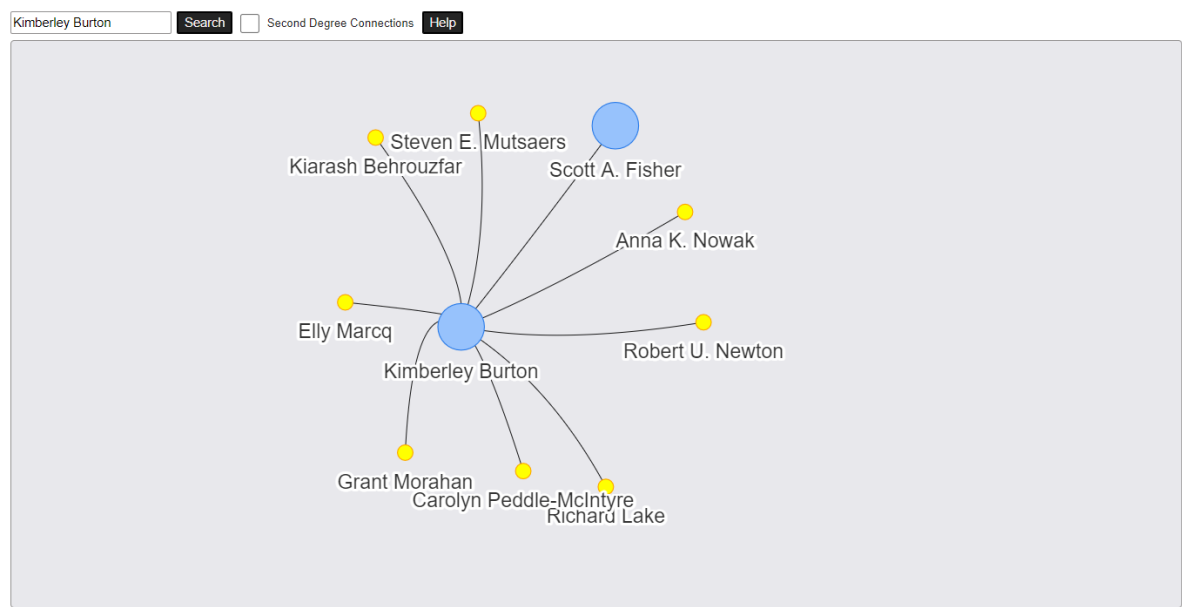 Kimberley Burton Search Second Degree Connections Help
Steven E. Mutsaers
Kiarash Behrouzfar
Scott A. Fisher
Anna K. Nowak
Elly Marcq
Robert U. Newton
Kimberley Burton
Grant Morahan
Carolyn Peddle-McIntyre
Richard Lake